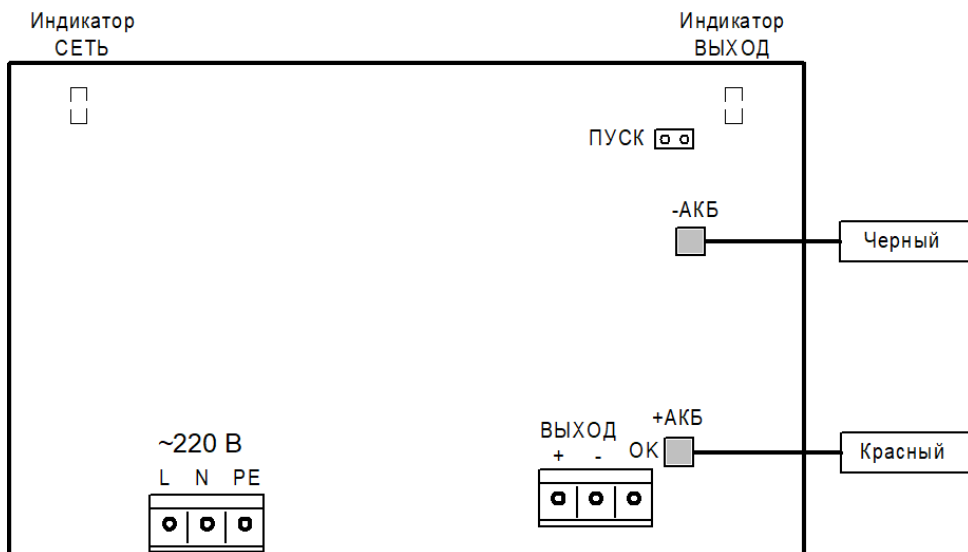 Индикатор
СЕТЬ
Индикатор
ВЫХОД
ПУСК
-АКБ
Черный
~220 В
L N PE
ВЫХОД
+ - OK
+АКБ
Красный